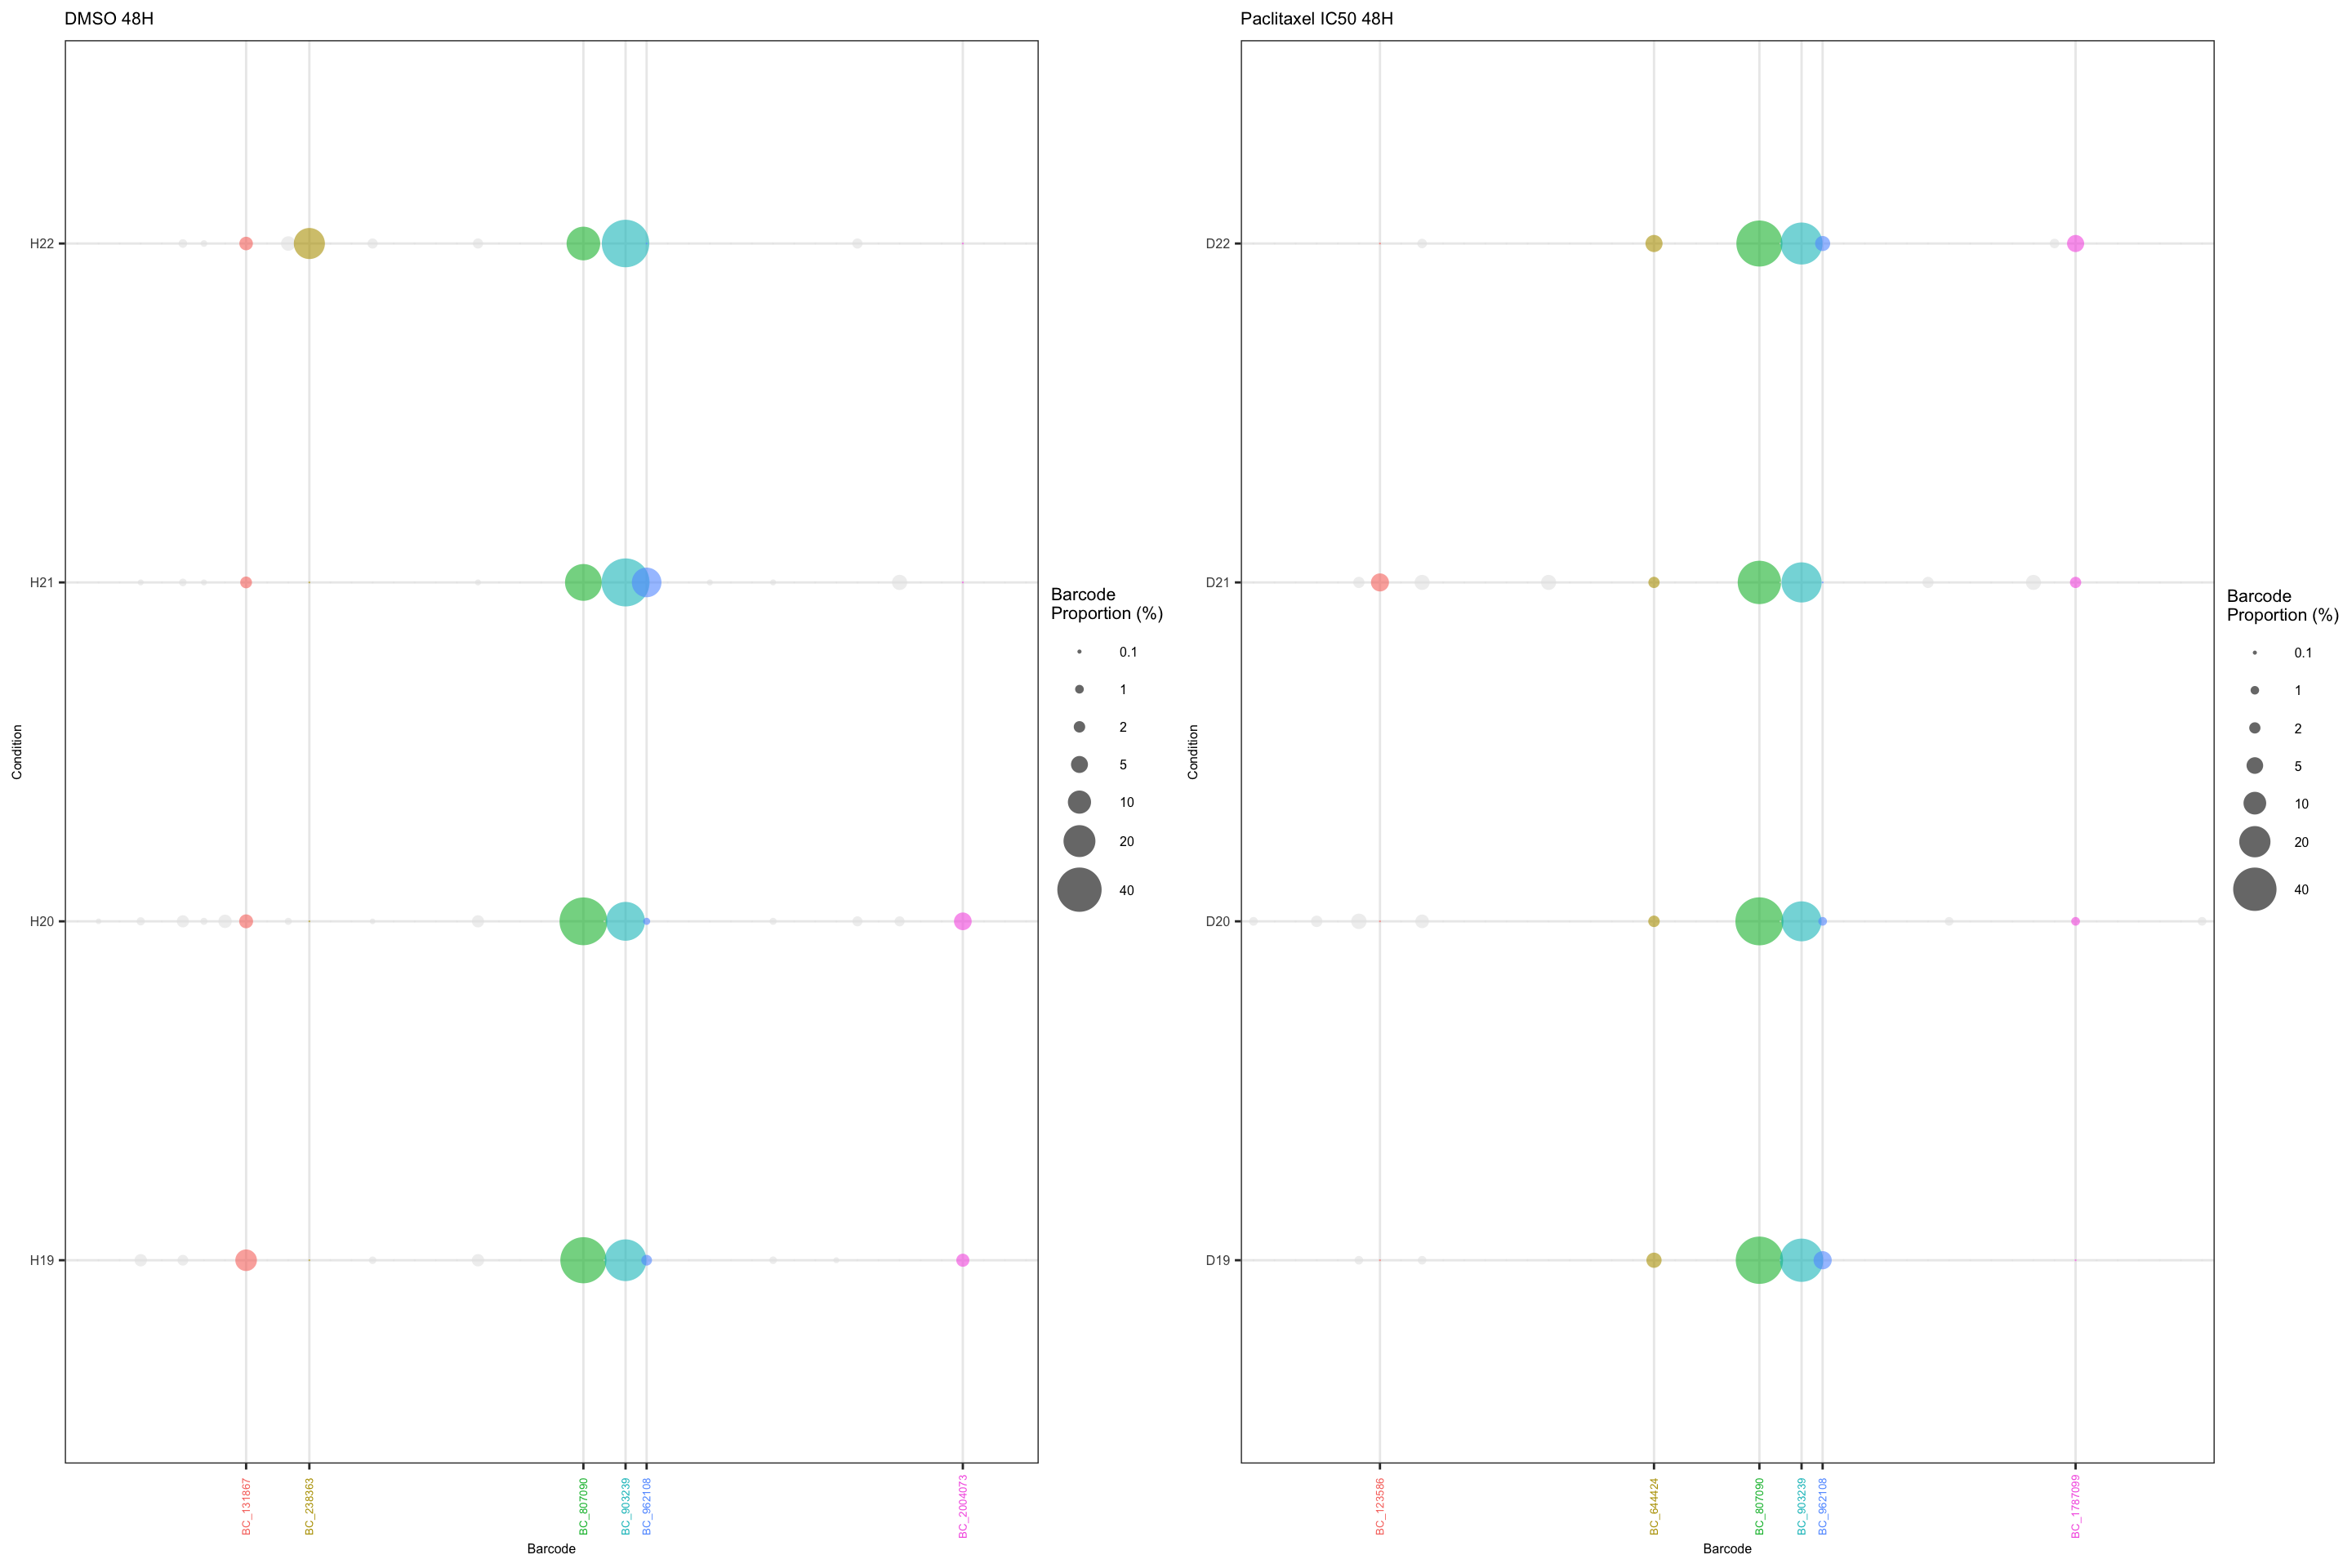 DMSO 48H
H22
H21
H20
H19
Condition
BC_131867
BC_238363
BC_807090
BC_903239
BC_962108
BC_2004073
Barcode
Barcode
Proportion (%)
0.1
1
2
5
10
20
40
Paclitaxel IC50 48H
D22
D21
D20
D19
Condition
BC_123586
BC_644424
BC_807090
BC_903239
BC_962108
BC_1787099
Barcode
Barcode
Proportion (%)
0.1
1
2
5
10
20
40